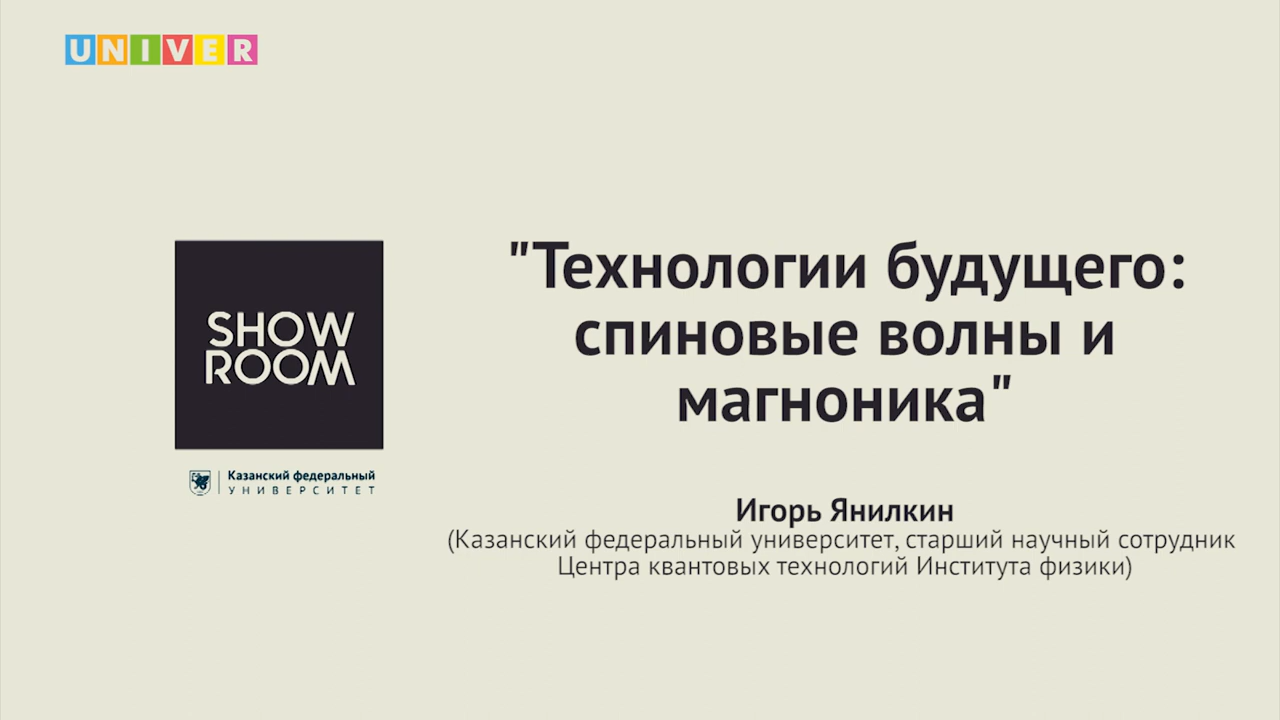 UNIVER
SHOW
ROOM
Казанский федеральный
УНИВЕРСИТЕТ
"Технологии будущего:
спиновые волны и
магноника"
Игорь Янилкин
(Казанский федеральный университет, старший научный сотрудник
Центра квантовых технологий Института физики)